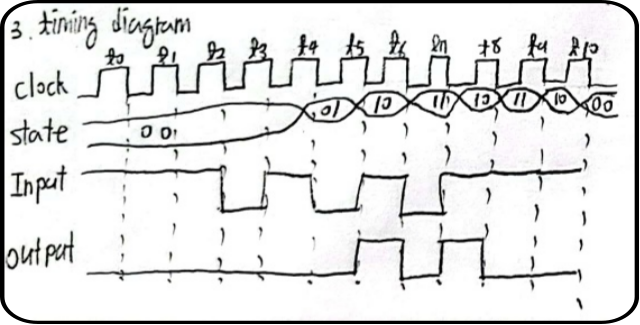 3. timing diagram
t0 t1 t2 t3 t4 t5 t6 t7 t8 t9 t10
clock
state 00 01 10 11 10 11 10 00
Input
output